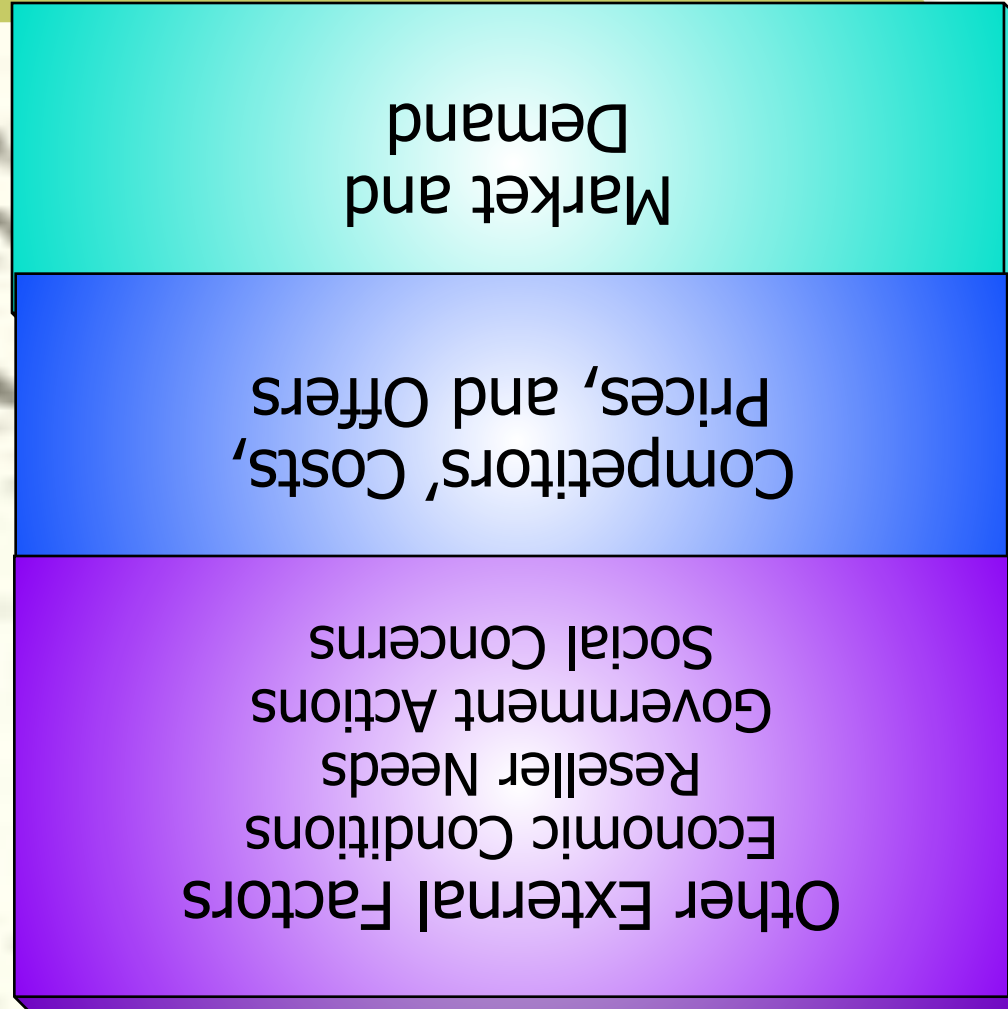 Other External Factors
Economic Conditions
Reseller Needs
Government Actions
Social Concerns
Competitors’ Costs,
Prices, and Offers
Market and
Demand